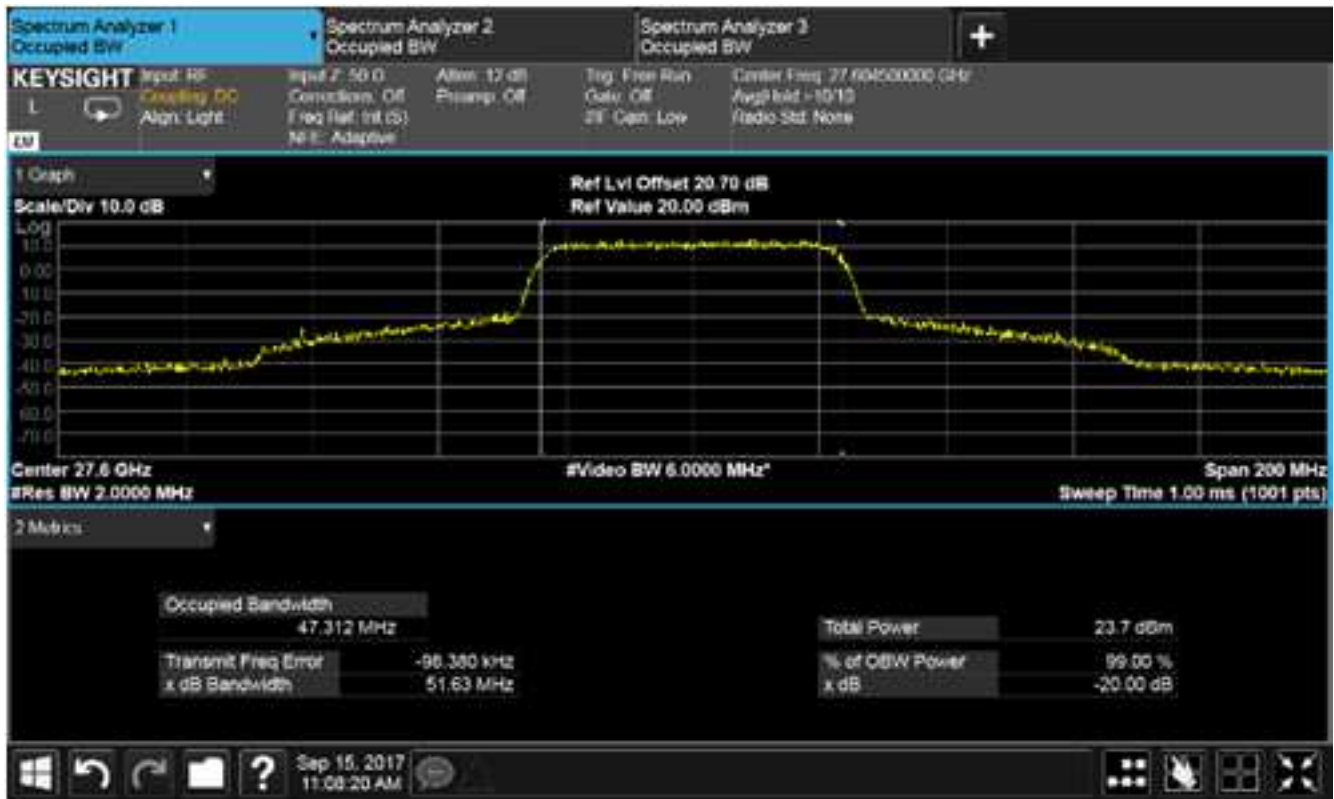 Spectrum Analyzer 1
Occupied BW
Spectrum Analyzer 2
Occupied BW
Spectrum Analyzer 3
Occupied BW
KEYSIGHT
L
Input: RF
Coupling: DC
Align: Light
Input Z: 50 Ω
Corrections: Off
Freq Ref: Int (S)
NFE: Adaptive
Atten: 12 dB
Preamp: Off
Trig: Free Run
Gate: Off
#IF Gain: Low
Center Freq: 27.604500000 GHz
Avg|Hold: >10/10
Radio Std: None
1 Graph
Scale/Div 10.0 dB
Ref Lvl Offset 20.70 dB
Ref Value 20.00 dBm
Log
10.0
0.00
-10.0
-20.0
-30.0
-40.0
-50.0
-60.0
-70.0
Center 27.6 GHz
#Video BW 6.0000 MHz*
Span 200 MHz
#Res BW 2.0000 MHz
Sweep Time 1.00 ms (1001 pts)
2 Metrics
Occupied Bandwidth
47.312 MHz
Total Power 23.7 dBm
Transmit Freq Error kHz
% of OBW Power 99.00 %
x dB Bandwidth 51.63 MHz
x dB -20.00 dB
?
Sep 15, 2017
11:08:20 AM